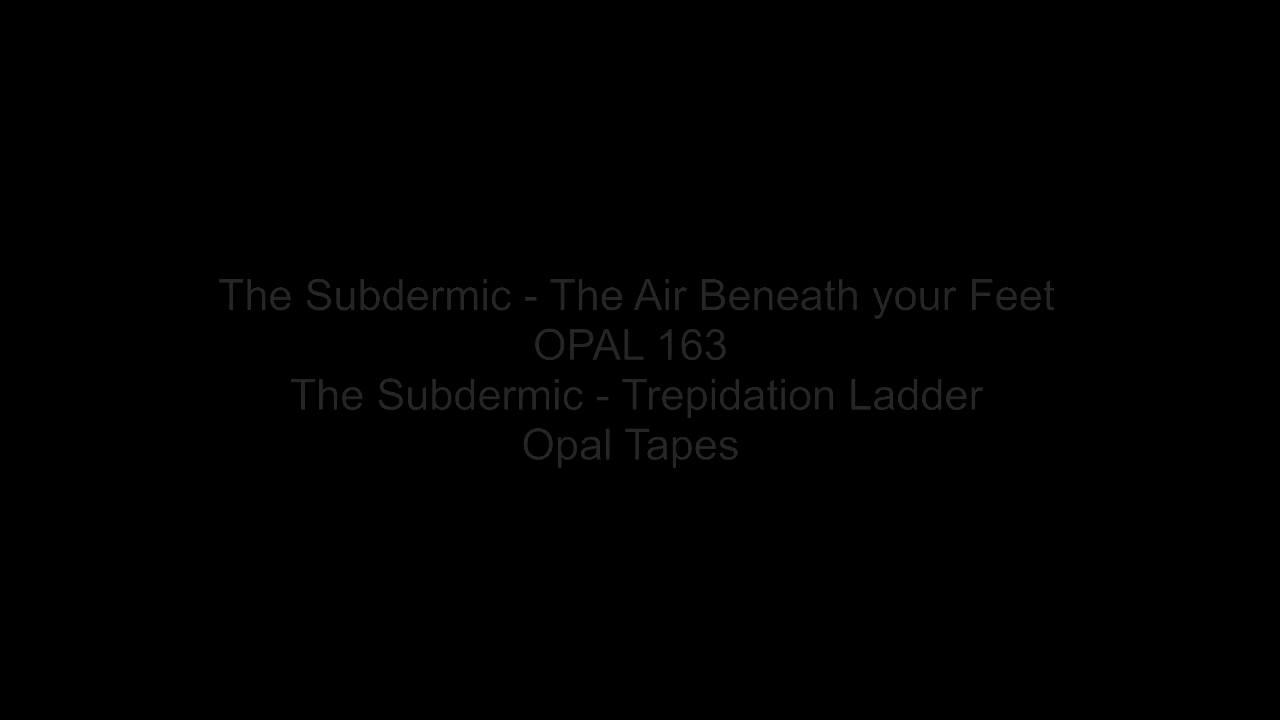 The Subdermic - The Air Beneath your Feet
OPAL 163
The Subdermic - Trepidation Ladder
Opal Tapes